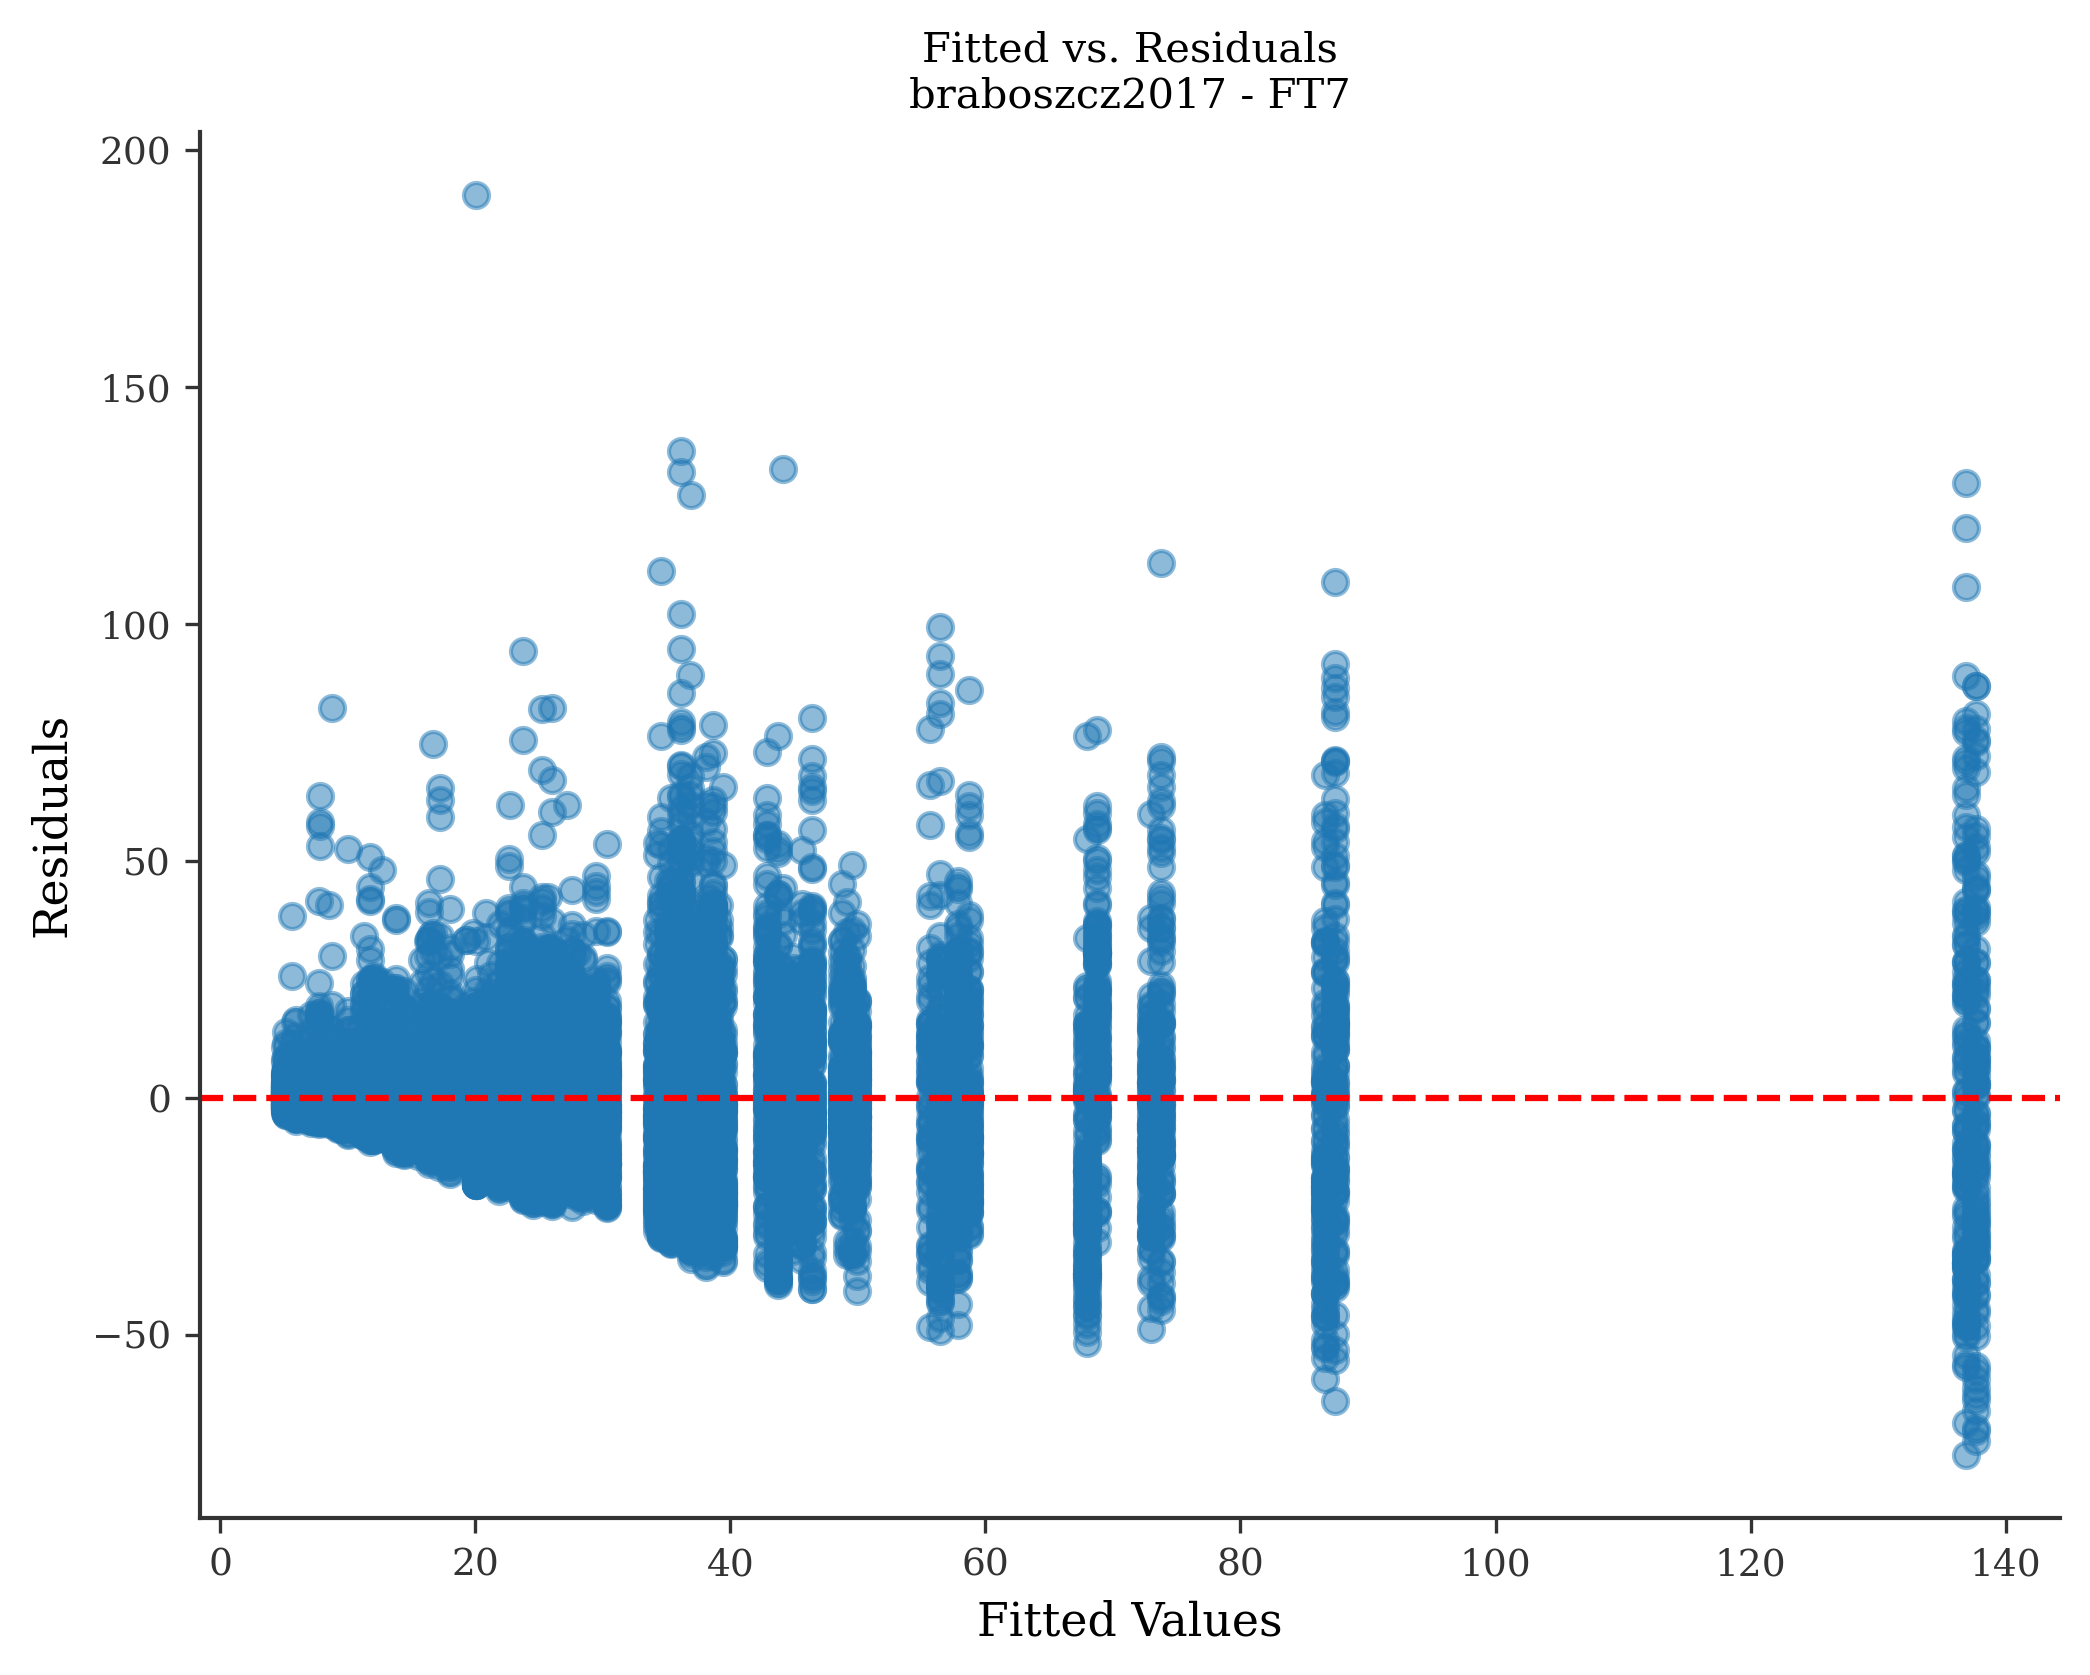 Fitted vs. Residuals
braboszcz2017 - FT7
200
150
100
50
0
−50
Residuals
0 20 40 60 80 100 120 140
Fitted Values